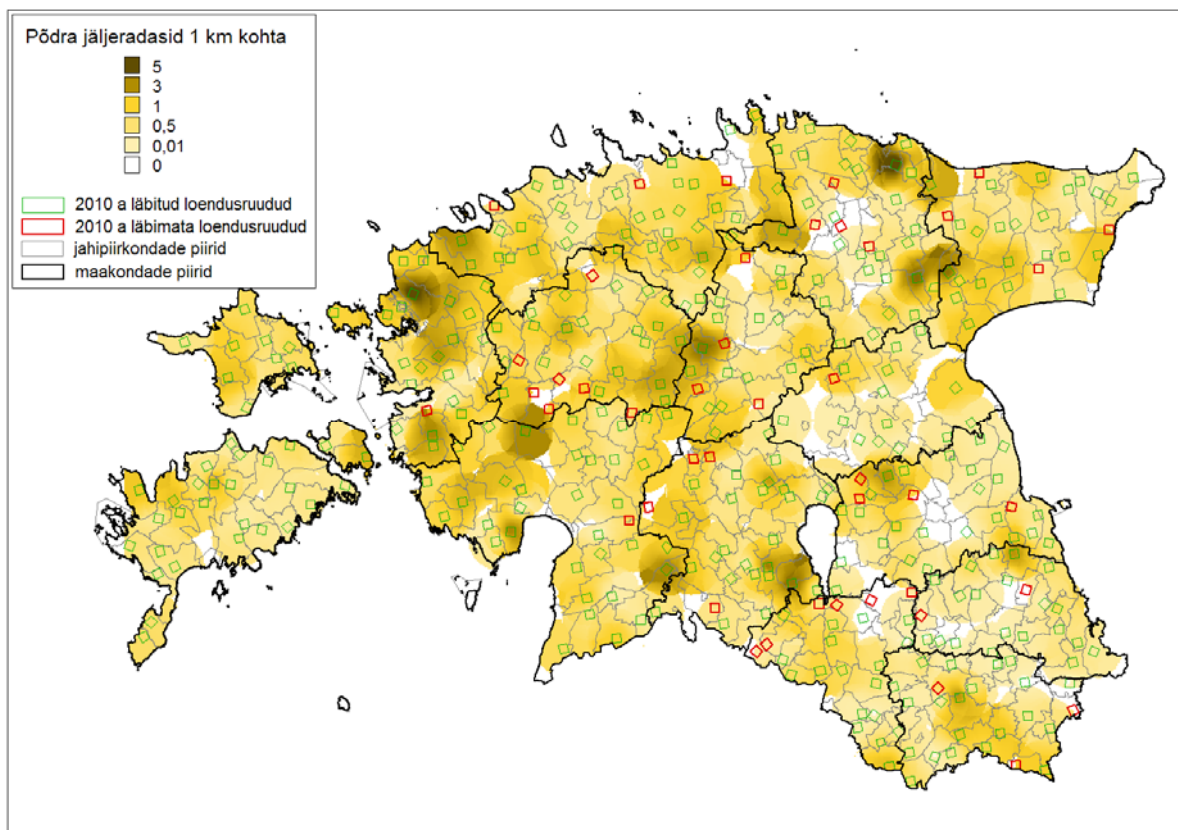 Põdra jäljeradasid 1 km kohta
5
3
1
0,5
0,01
0
2010 a läbitud loendusruudud
2010 a läbimata loendusruudud
jahipiirkondade piirid
maakondade piirid